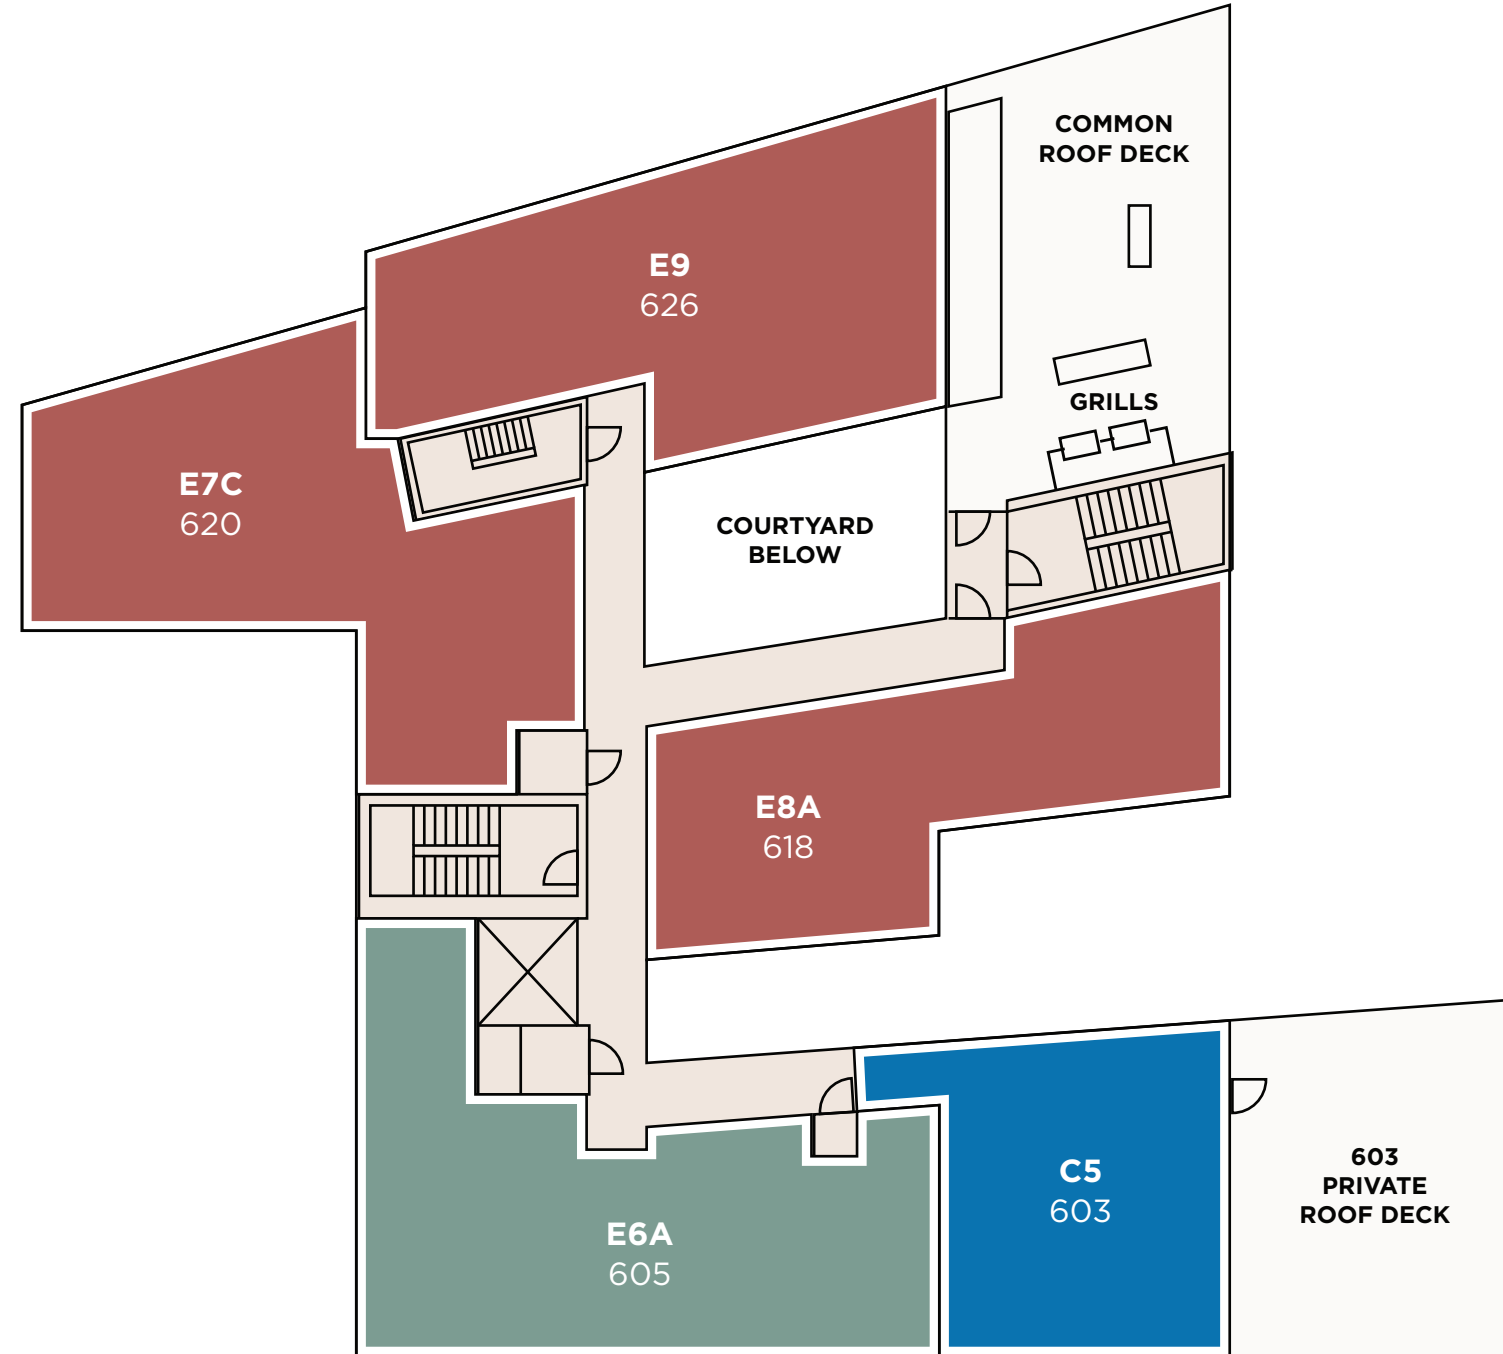 COMMON
ROOF DECK
E9
626
GRILLS
E7C
620
COURTYARD
BELOW
E8A
618
C5
603
603
PRIVATE
ROOF DECK
E6A
605